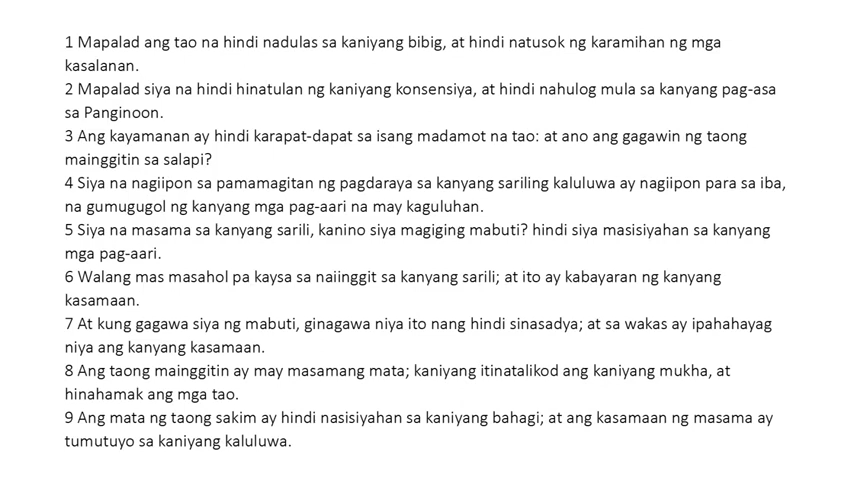 1 Mapalad ang tao na hindi nadulas sa kaniyang bibig, at hindi natusok ng karamihan ng mga
kasalanan.
2 Mapalad siya na hindi hinatulan ng kaniyang konsensiya, at hindi nahulog mula sa kanyang pag-asa
sa Panginoon.
3 Ang kayamanan ay hindi karapat-dapat sa isang madamot na tao: at ano ang gagawin ng taong
mainggitin sa salapi?
4 Siya na nagiipon sa pamamagitan ng pagdaraya sa kanyang sariling kaluluwa ay nagiipon para sa iba,
na gumugugol ng kanyang mga pag-aari na may kaguluhan.
5 Siya na masama sa kanyang sarili, kanino siya magiging mabuti? hindi siya masisiyahan sa kanyang
mga pag-aari.
6 Walang mas masahol pa kaysa sa naiinggit sa kanyang sarili; at ito ay kabayaran ng kanyang
kasamaan.
7 At kung gagawa siya ng mabuti, ginagawa niya ito nang hindi sinasadya; at sa wakas ay ipahahayag
niya ang kanyang kasamaan.
8 Ang taong mainggitin ay may masamang mata; kaniyang itinatalikod ang kaniyang mukha, at
hinahamak ang mga tao.
9 Ang mata ng taong sakim ay hindi nasisiyahan sa kaniyang bahagi; at ang kasamaan ng masama ay
tumutuyo sa kaniyang kaluluwa.